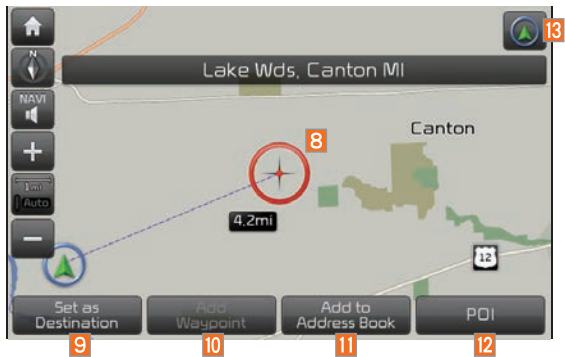 13
N
Lake Wds, Canton MI
NAVI
Canton
8
1mi
Auto
4.2mi
12
Set as
Destination
Add
Waypoint
Add to
Address Book
POI
9
10
11
12